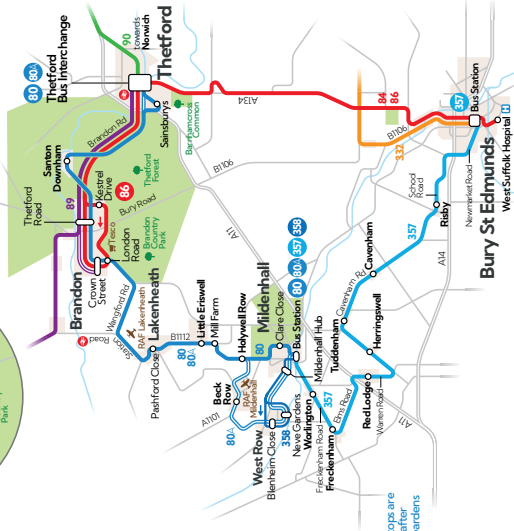 80 80A
Thetford
Bus Interchange
90
towards
Norwich
Thetford
Sainsburys
Barnhamcross
Common
A134
84
86
B1106
332
357
Bus Station
West Suffolk Hospital H
Bury St Edmunds
Newmarket Road
School
Road
Risby
357
A14
Brandon Rd
Santon
Downham
Thetford
Forest
B1106
Thetford
Road
89
Kestrel
Drive
86
Bury Road
Tesco
London
Road
Brandon
Country
Park
Brandon
Crown
Street
Station Road
Wangford Rd
RAF Lakenheath
Lakenheath
Pashford Close
B1112
Little Eriswell
Mill Farm
80
80A
Holywell Row
A11
Mildenhall
80 80A 357 358
80
Clare Close
Bus Station
Mildenhall Hub
Beck
Row
RAF
Mildenhall
A1101
80A
West Row
Blenheim Close
358
Neve Gardens
Worlington
357
Freckenham Road
Freckenham
Elms Road
Red Lodge
Warren Road
A11
Herringswell
Tuddenham
Cavenham Rd
Cavenham
Park
tops are
after
ardens